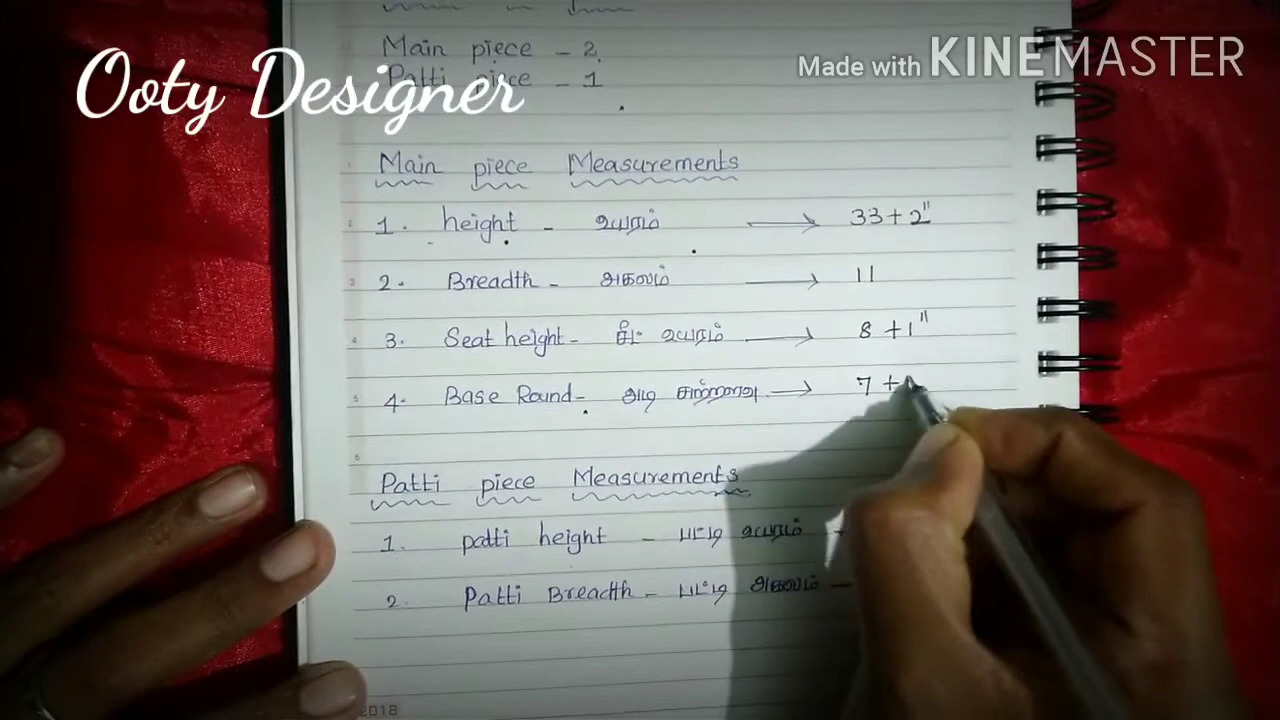 Made with KINEMASTER
Ooty Designer
Main piece - 2
Patti piece - 1
Main piece Measurements
1. height - உயரம் → 33+2"
2. Breadth - அகலம் → 11
3. Seat height - சீட் உயரம் → 8 +1"
4. Base Round - அடி சுற்றளவு → 7 +
Patti piece Measurements
1. patti height - பட்டி உயரம்
2. Patti Breadth - பட்டி அகலம் -
2018